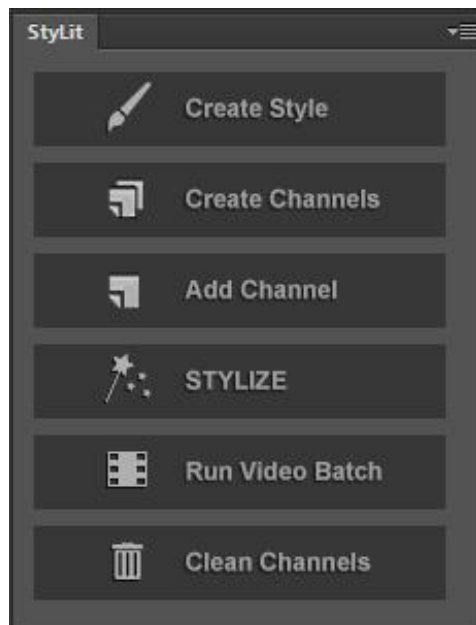 StyLit
Create Style
Create Channels
Add Channel
STYLIZE
Run Video Batch
Clean Channels